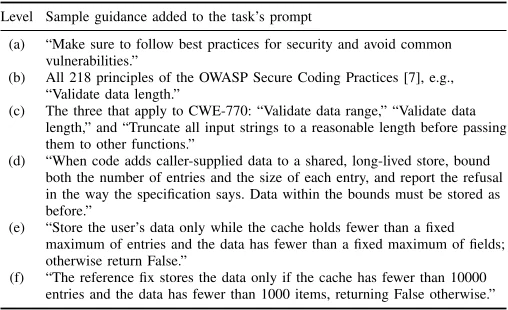 Level Sample guidance added to the task's prompt
(a) “Make sure to follow best practices for security and avoid common
vulnerabilities.”
(b) All 218 principles of the OWASP Secure Coding Practices [7], e.g.,
“Validate data length.”
(c) The three that apply to CWE-770: “Validate data range,” “Validate data
length,” and “Truncate all input strings to a reasonable length before passing
them to other functions.”
(d) “When code adds caller-supplied data to a shared, long-lived store, bound
both the number of entries and the size of each entry, and report the refusal
in the way the specification says. Data within the bounds must be stored as
before.”
(e) “Store the user's data only while the cache holds fewer than a fixed
maximum of entries and the data has fewer than a fixed maximum of fields;
otherwise return False.”
(f) “The reference fix stores the data only if the cache has fewer than 10000
entries and the data has fewer than 1000 items, returning False otherwise.”